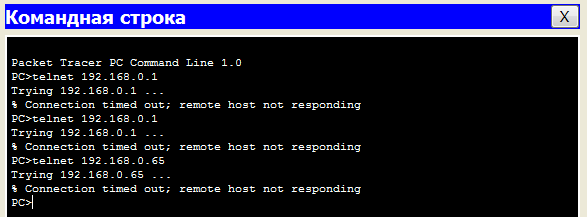 Командная строка
X
Packet Tracer PC Command Line 1.0
PC>telnet 192.168.0.1
Trying 192.168.0.1 ...
% Connection timed out; remote host not responding
PC>telnet 192.168.0.1
Trying 192.168.0.1 ...
% Connection timed out; remote host not responding
PC>telnet 192.168.0.65
Trying 192.168.0.65 ...
% Connection timed out; remote host not responding
PC>